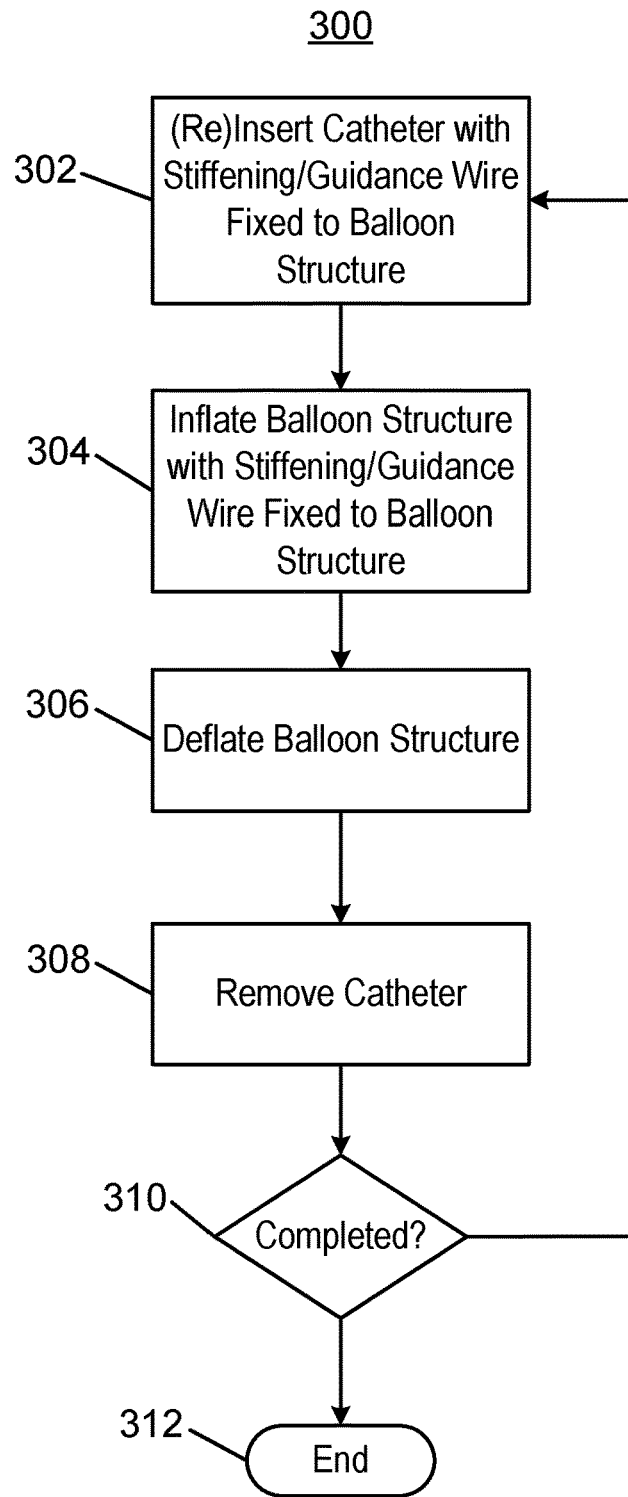 300
302
(Re)Insert Catheter with
Stiffening/Guidance Wire
Fixed to Balloon
Structure
304
Inflate Balloon Structure
with Stiffening/Guidance
Wire Fixed to Balloon
Structure
306
Deflate Balloon Structure
308
Remove Catheter
310
Completed?
312
End